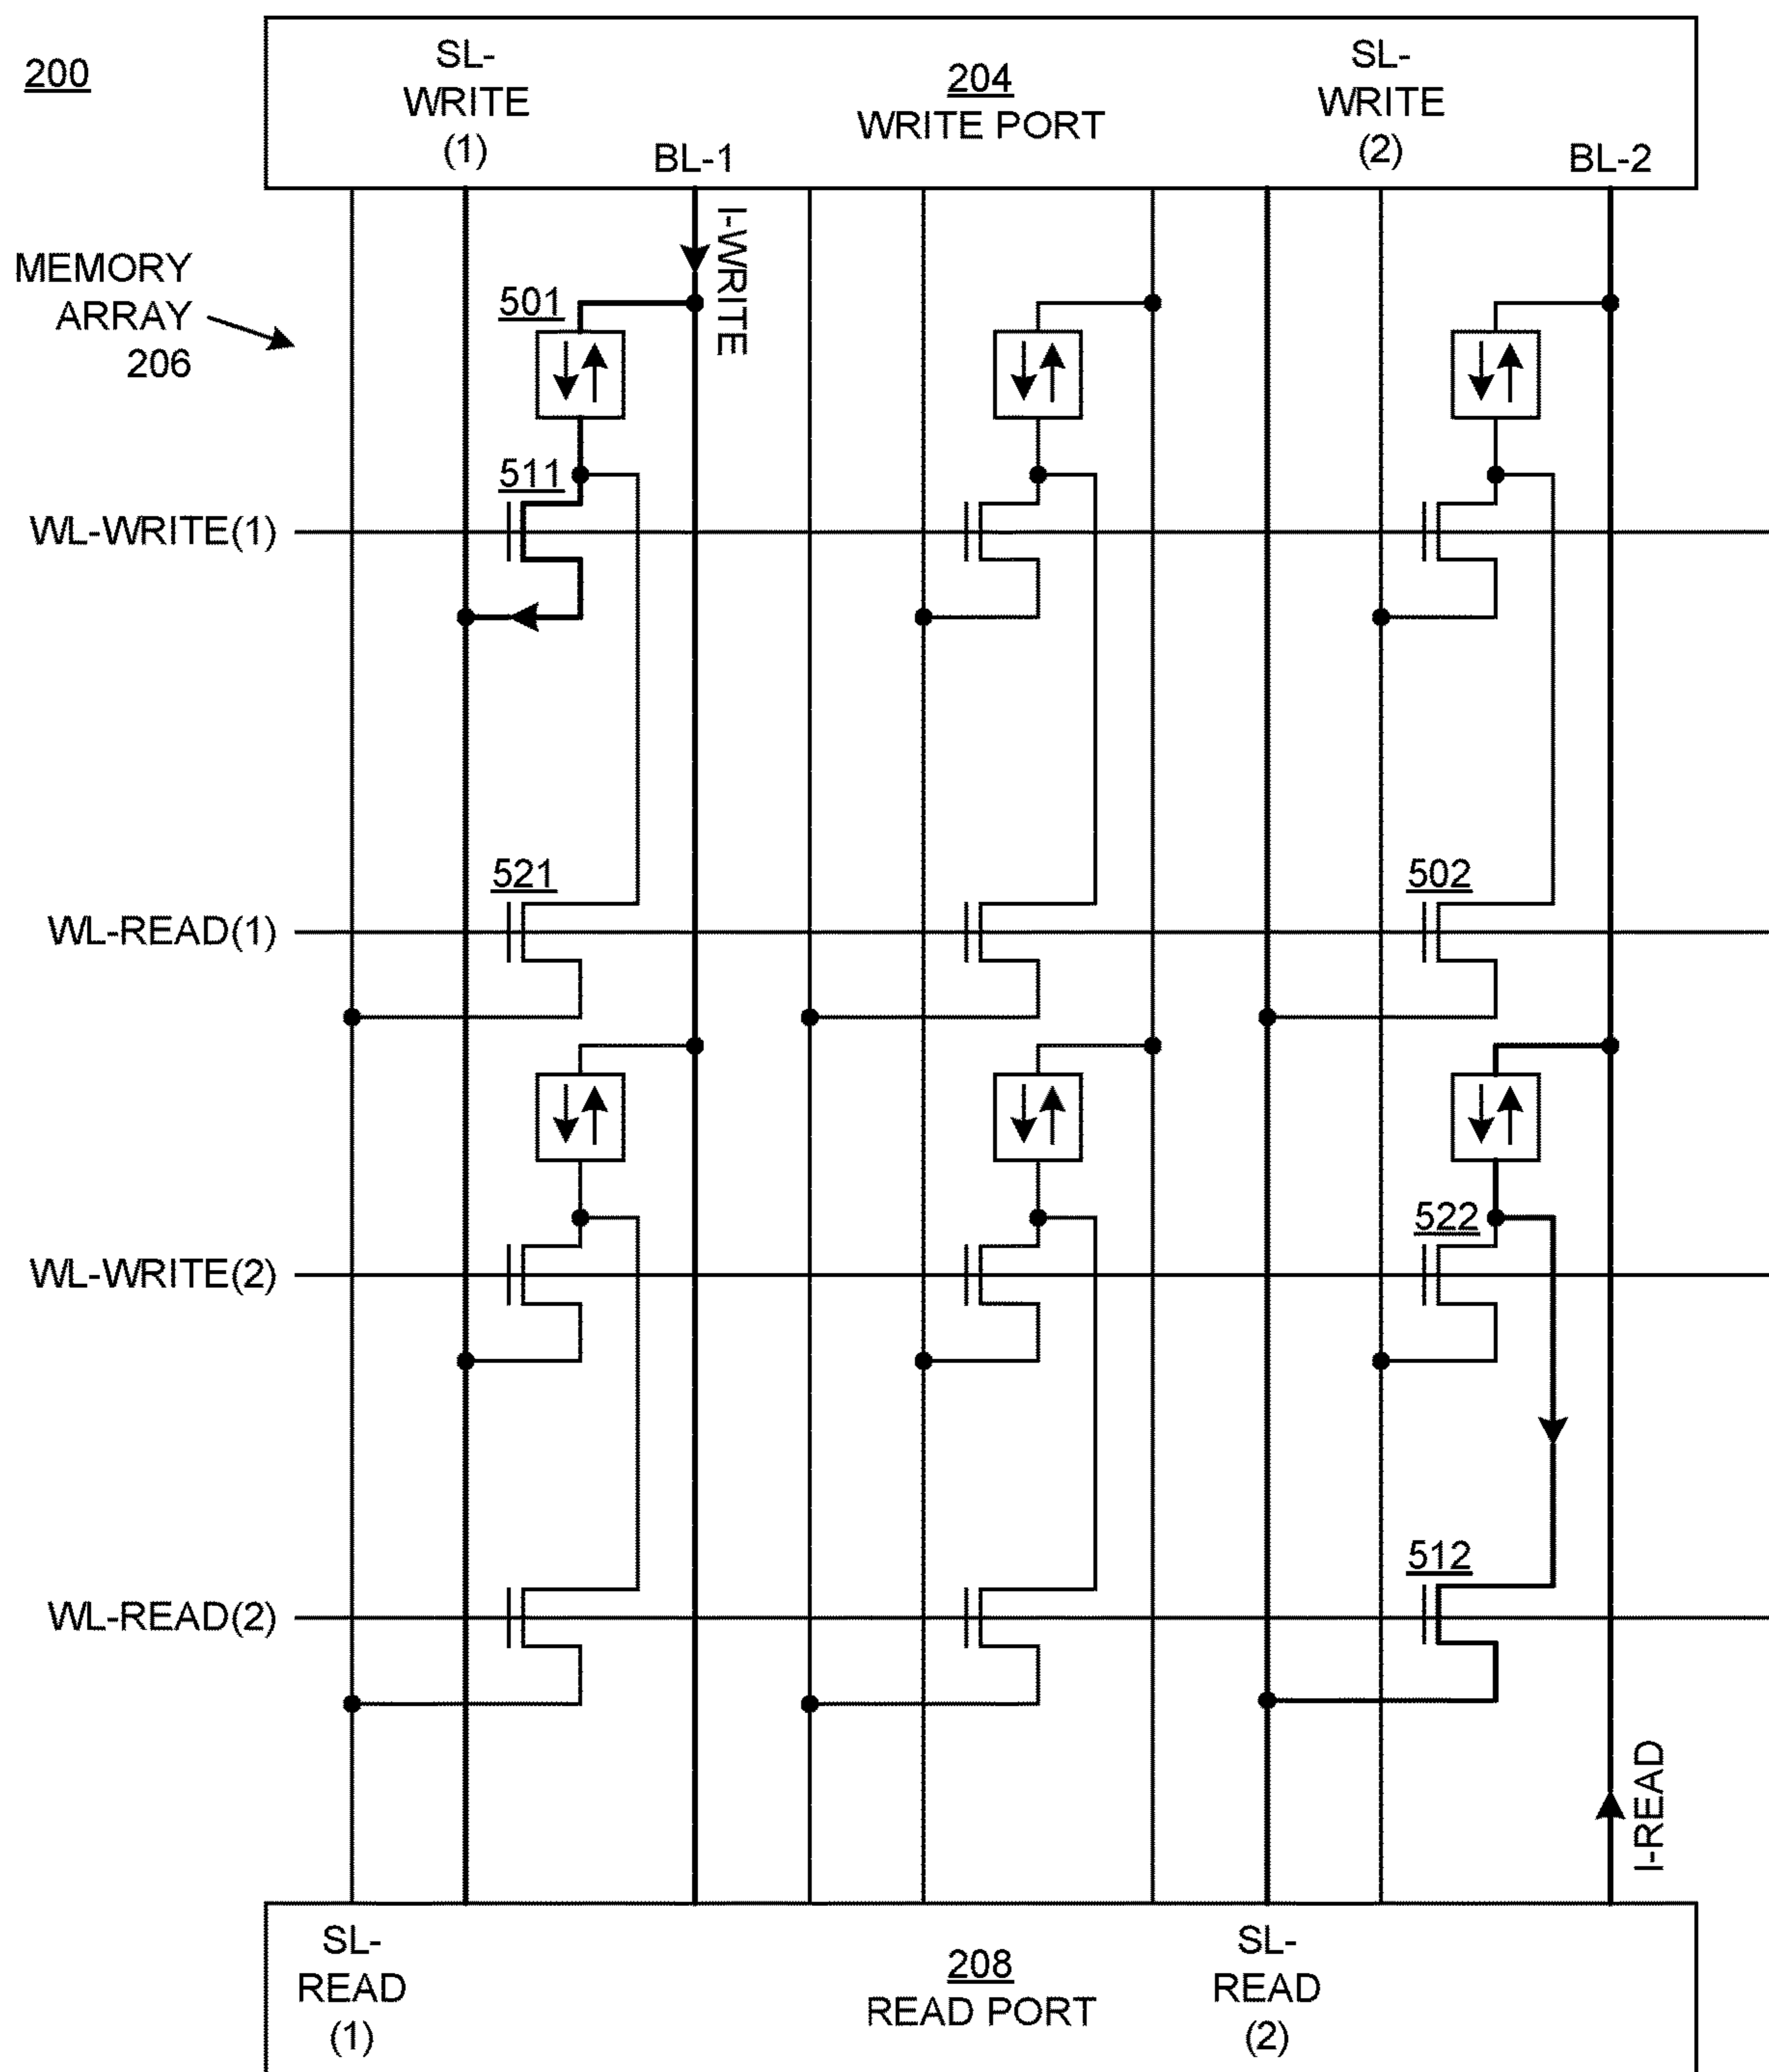 200
SL-
WRITE
(1)
BL-1
204
WRITE PORT
SL-
WRITE
(2)
BL-2
MEMORY
ARRAY
206
I-WRITE
501
511
WL-WRITE(1)
521
502
WL-READ(1)
522
WL-WRITE(2)
512
WL-READ(2)
I-READ
SL-
READ
(1)
208
READ PORT
SL-
READ
(2)